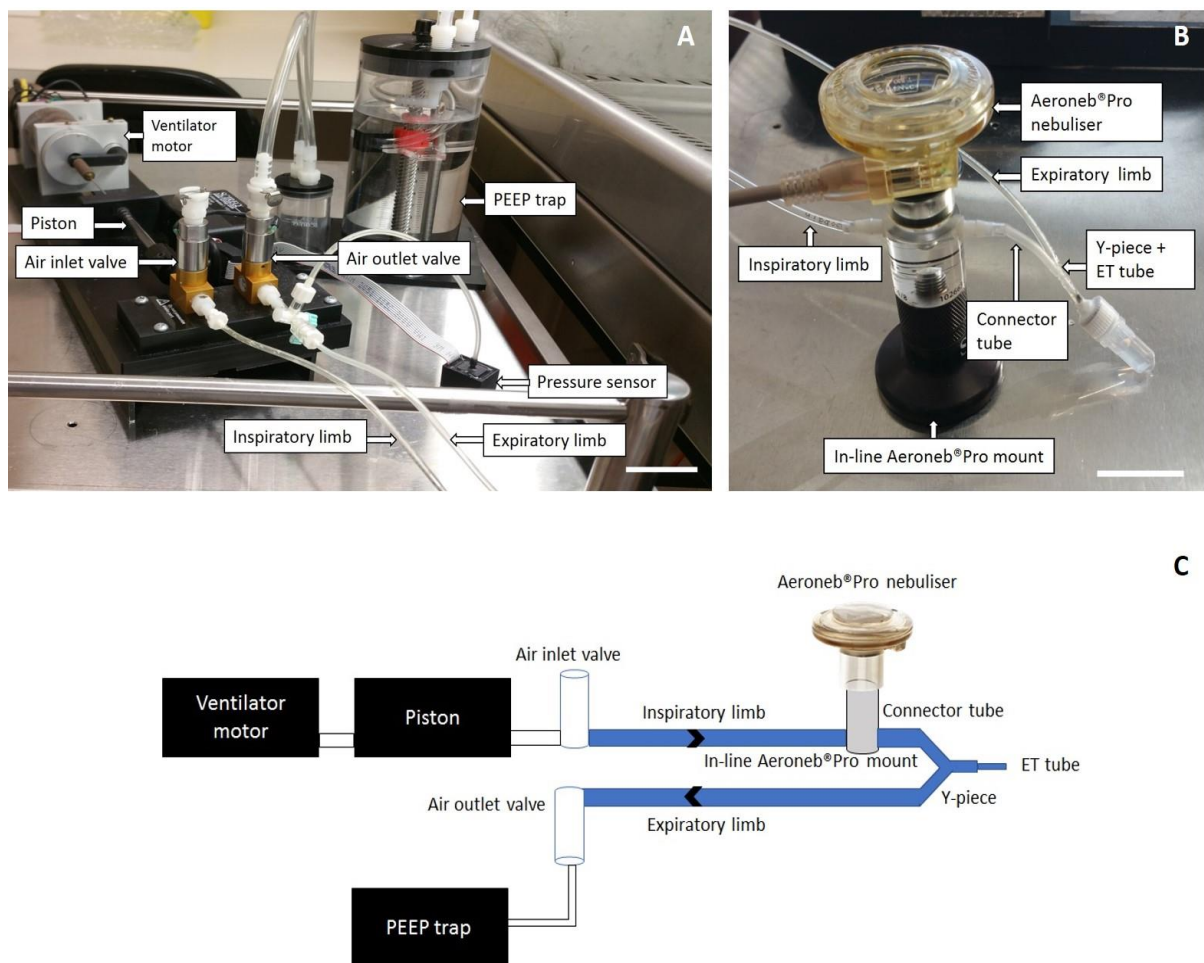 A
Ventilator
motor
PEEP trap
Piston
Air inlet valve
Air outlet valve
Pressure sensor
Inspiratory limb
Expiratory limb
B
Aeroneb®Pro
nebuliser
Expiratory limb
Y-piece +
ET tube
Inspiratory limb
Connector
tube
In-line Aeroneb®Pro mount
C
Aeroneb®Pro nebuliser
Air inlet valve
Ventilator
motor
Piston
Inspiratory limb
Connector tube
In-line Aeroneb®Pro mount
ET tube
Air outlet valve
Y-piece
Expiratory limb
PEEP trap